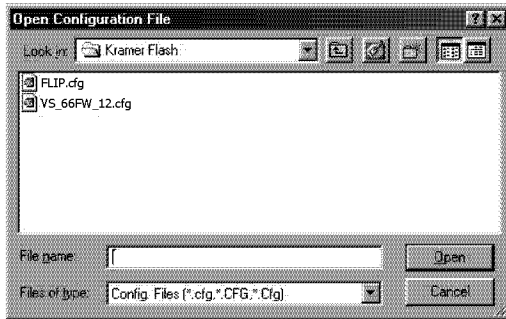 Open Configuration File
Look in: Kramer Flash
FLIP.cfg
VS_66FW_12.cfg
File name:
Open
Files of type: Config. Files (*.cfg,*.CFG,*.Cfg)
Cancel